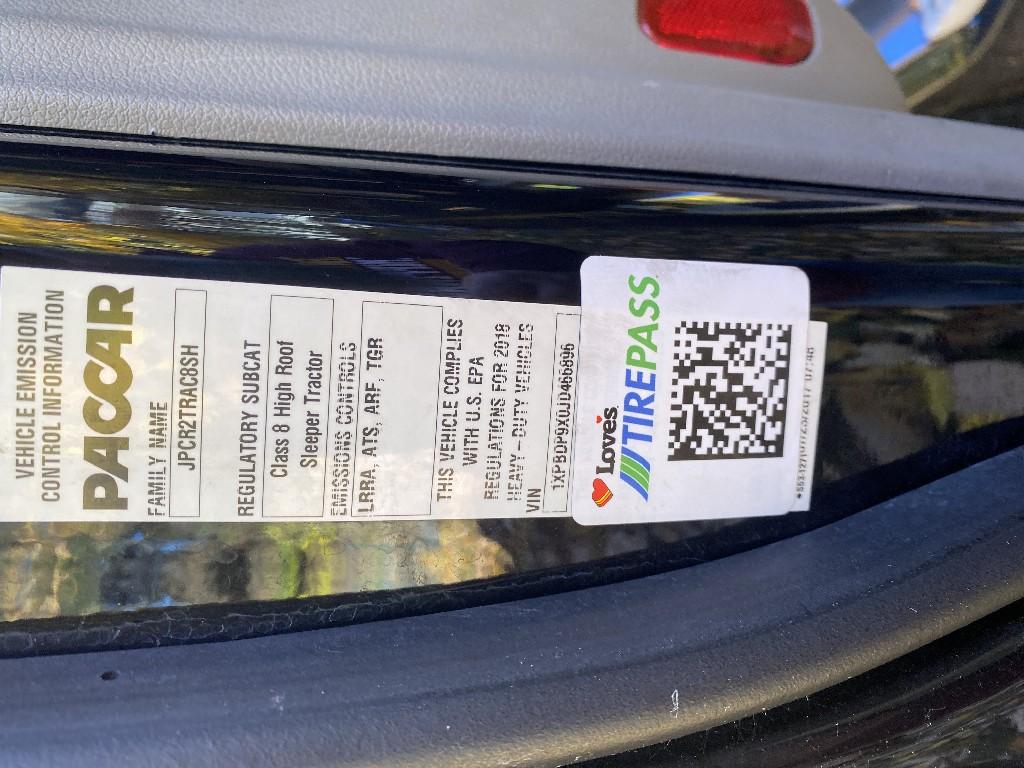 VEHICLE EMISSION
CONTROL INFORMATION
PACCAR
FAMILY NAME
JPCR2TRAC8SH
REGULATORY SUBCAT
Class 8 High Roof
Sleeper Tractor
EMISSIONS CONTROLS
LRRA, ATS, ARF, TGR
THIS VEHICLE COMPLIES
WITH U.S. EPA
REGULATIONS FOR 2018
HEAVY-DUTY VEHICLES
VIN
1XPBDP9X0JD466896
Love's
TIREPASS